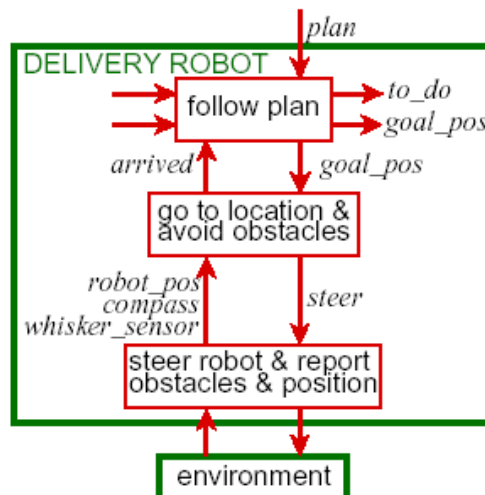 plan
DELIVERY ROBOT
follow plan
to_do
goal_pos
arrived
goal_pos
go to location &
avoid obstacles
robot_pos
compass
whisker_sensor
steer
steer robot & report
obstacles & position
environment